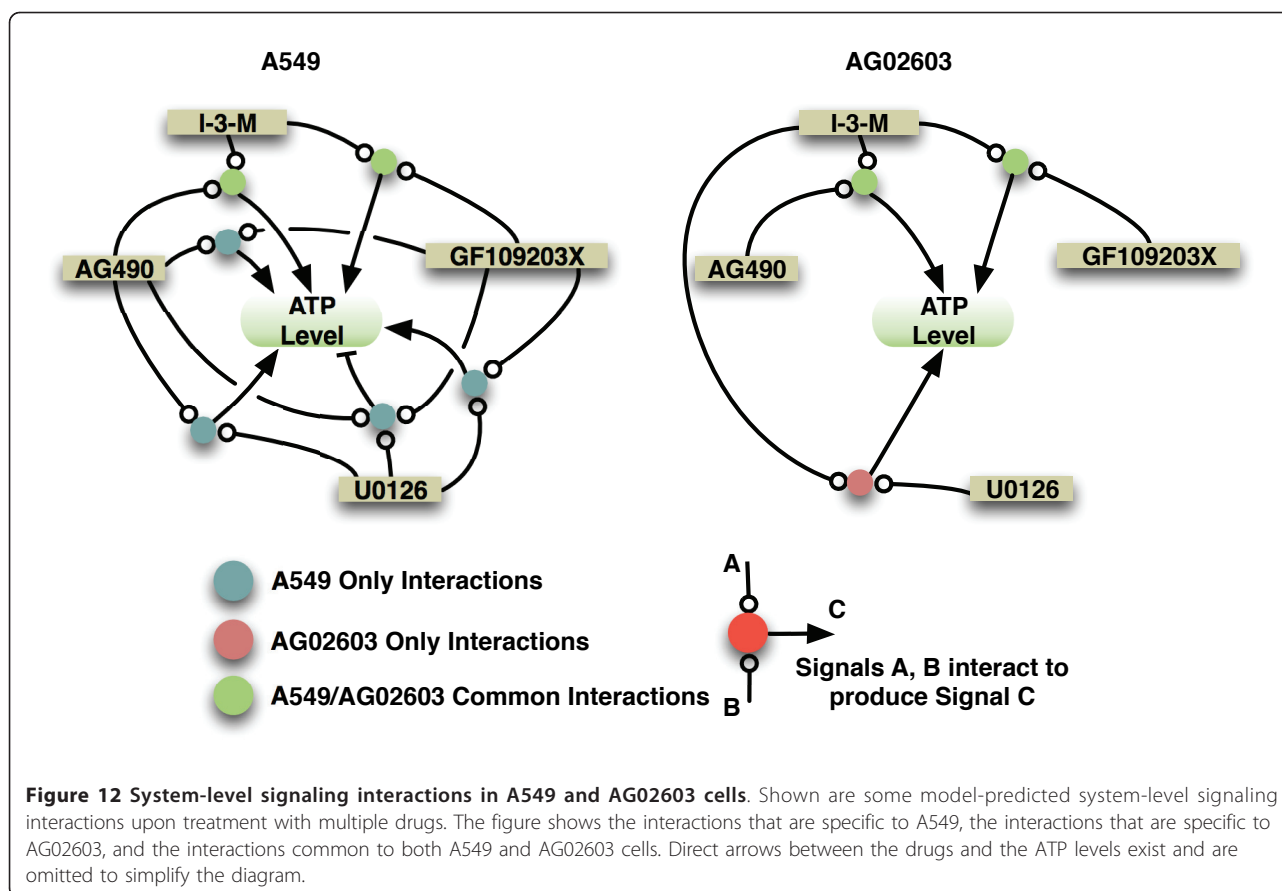 A549
AG02603
I-3-M
I-3-M
AG490
GF109203X
AG490
GF109203X
ATP
Level
ATP
Level
U0126
U0126
A549 Only Interactions
AG02603 Only Interactions
A549/AG02603 Common Interactions
A
B
C
Signals A, B interact to
produce Signal C
Figure 12 System-level signaling interactions in A549 and AG02603 cells. Shown are some model-predicted system-level signaling
interactions upon treatment with multiple drugs. The figure shows the interactions that are specific to A549, the interactions that are specific to
AG02603, and the interactions common to both A549 and AG02603 cells. Direct arrows between the drugs and the ATP levels exist and are
omitted to simplify the diagram.